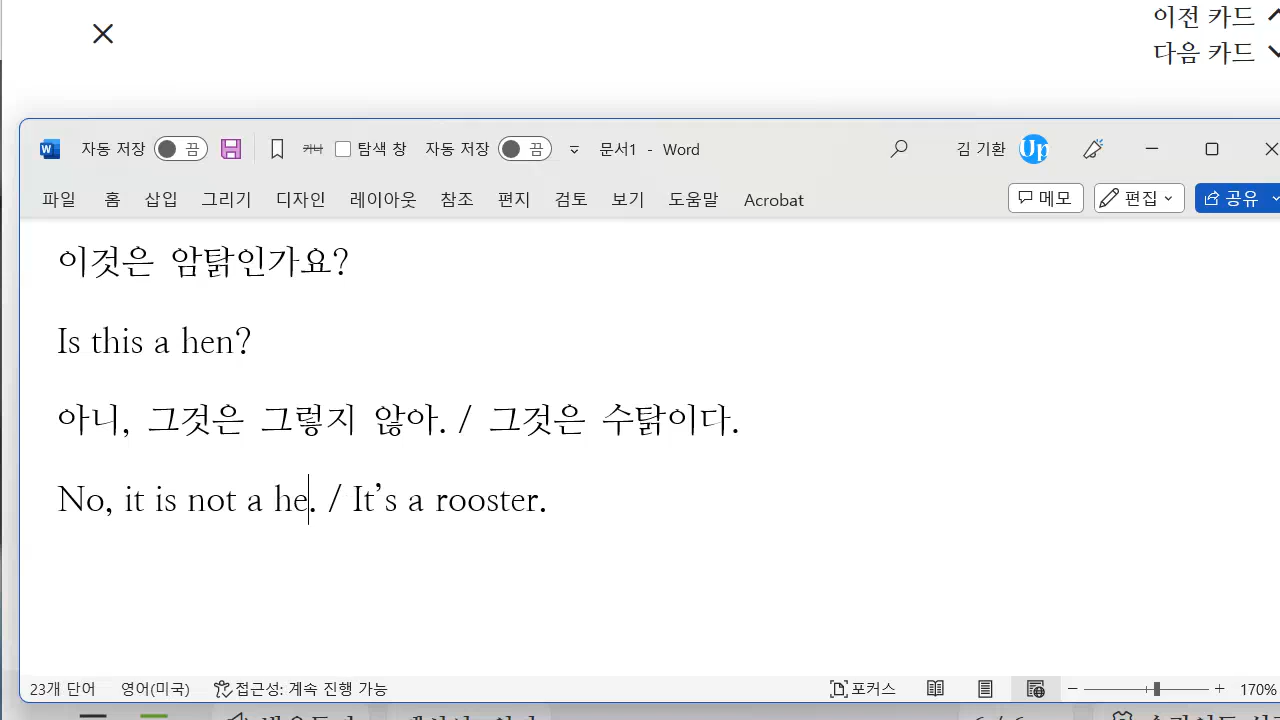 이전 카드
다음 카드
자동 저장 끔 탐색 창 자동 저장 끔 문서1 - Word 김 기환 Up
파일 홈 삽입 그리기 디자인 레이아웃 참조 편지 검토 보기 도움말 Acrobat 메모 편집 공유
이것은 암탉인가요?
Is this a hen?
아니, 그것은 그렇지 않아. / 그것은 수탉이다.
No, it is not a he. / It’s a rooster.
23개 단어 영어(미국) 접근성: 계속 진행 가능 포커스 170%